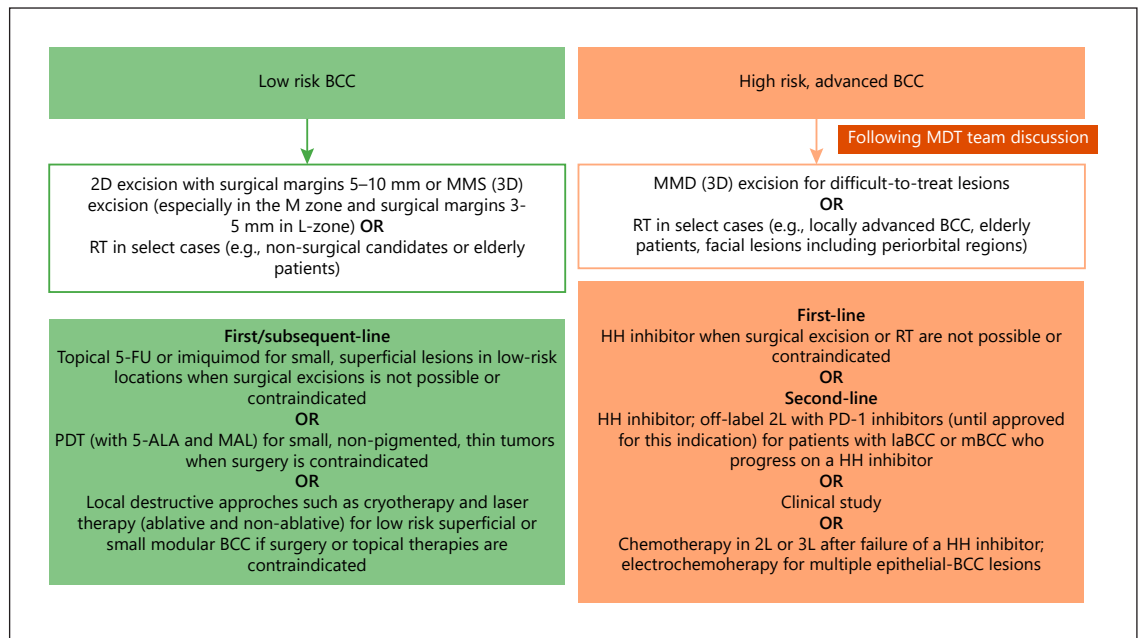 Low risk BCC
2D excision with surgical margins 5–10 mm or MMS (3D)
excision (especially in the M zone and surgical margins 3-
5 mm in L-zone) OR
RT in select cases (e.g., non-surgical candidates or elderly
patients)
First/subsequent-line
Topical 5-FU or imiquimod for small, superficial lesions in low-risk
locations when surgical excisions is not possible or
contraindicated
OR
PDT (with 5-ALA and MAL) for small, non-pigmented, thin tumors
when surgery is contraindicated
OR
Local destructive approches such as cryotherapy and laser
therapy (ablative and non-ablative) for low risk superficial or
small modular BCC if surgery or topical therapies are
contraindicated
High risk, advanced BCC
Following MDT team discussion
MMD (3D) excision for difficult-to-treat lesions
OR
RT in select cases (e.g., locally advanced BCC, elderly
patients, facial lesions including periorbital regions)
First-line
HH inhibitor when surgical excision or RT are not possible or
contraindicated
OR
Second-line
HH inhibitor; off-label 2L with PD-1 inhibitors (until approved
for this indication) for patients with laBCC or mBCC who
progress on a HH inhibitor
OR
Clinical study
OR
Chemotherapy in 2L or 3L after failure of a HH inhibitor;
electrochemoherapy for multiple epithelial-BCC lesions